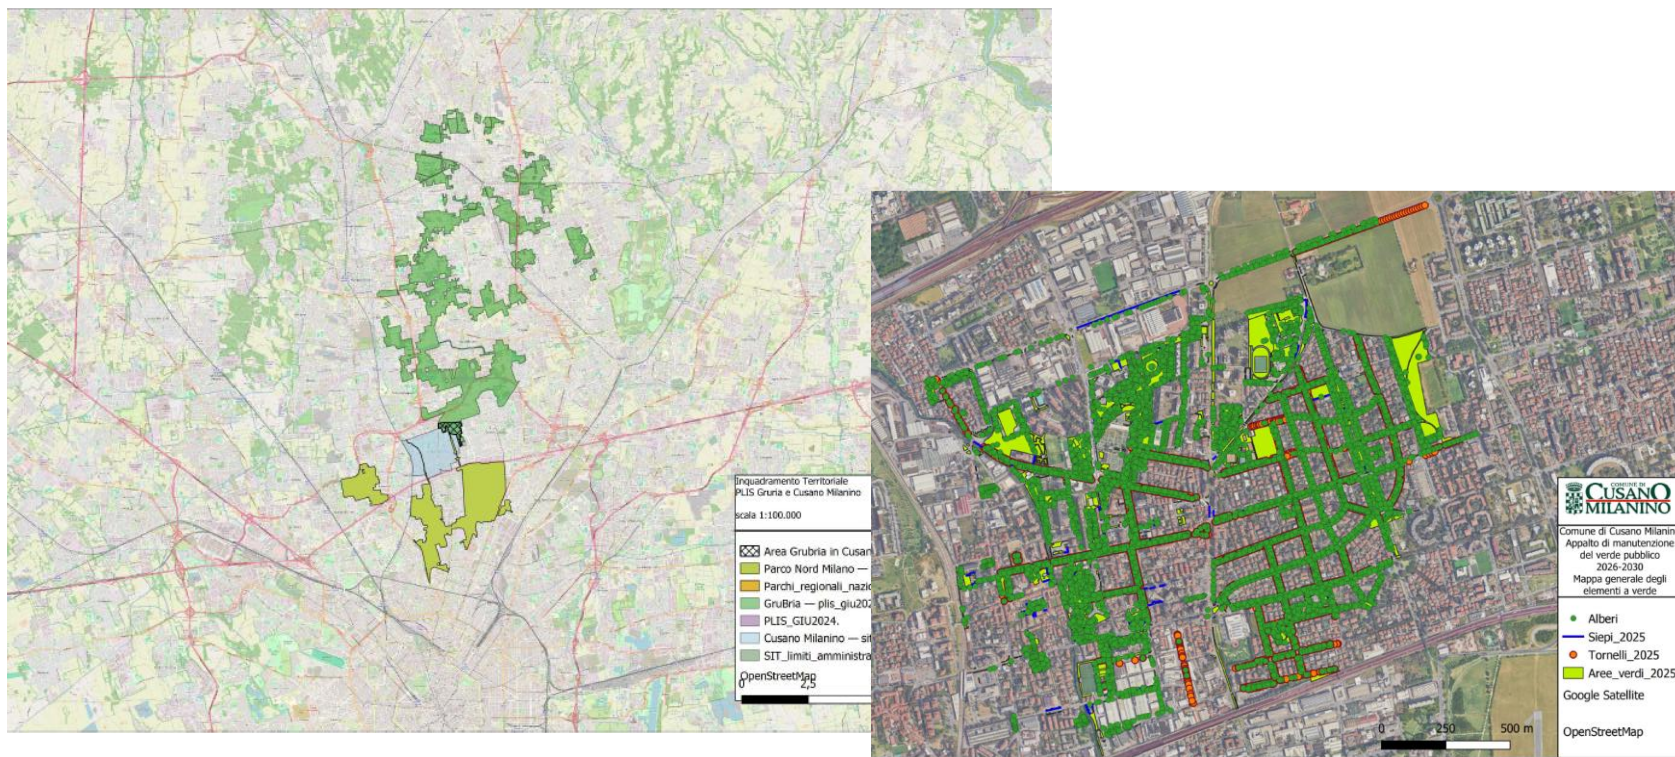 Inquadramento Territoriale
PLIS Gruria e Cusano Milanino
scala 1:100.000
Area Grubria in Cusan
Parco Nord Milano —
Parchi_regionali_nazio
GruBria — plis_giu202
PLIS_GIU2024.
Cusano Milanino — sit
SIT_limiti_amministra
OpenStreetMap
0 2,5
COMUNE DI
CUSANO
MILANINO
Comune di Cusano Milanin
Appalto di manutenzione
del verde pubblico
2026-2030
Mappa generale degli
elementi a verde
Alberi
Siepi_2025
Tornelli_2025
Aree_verdi_2025
Google Satellite
OpenStreetMap
0 250 500 m